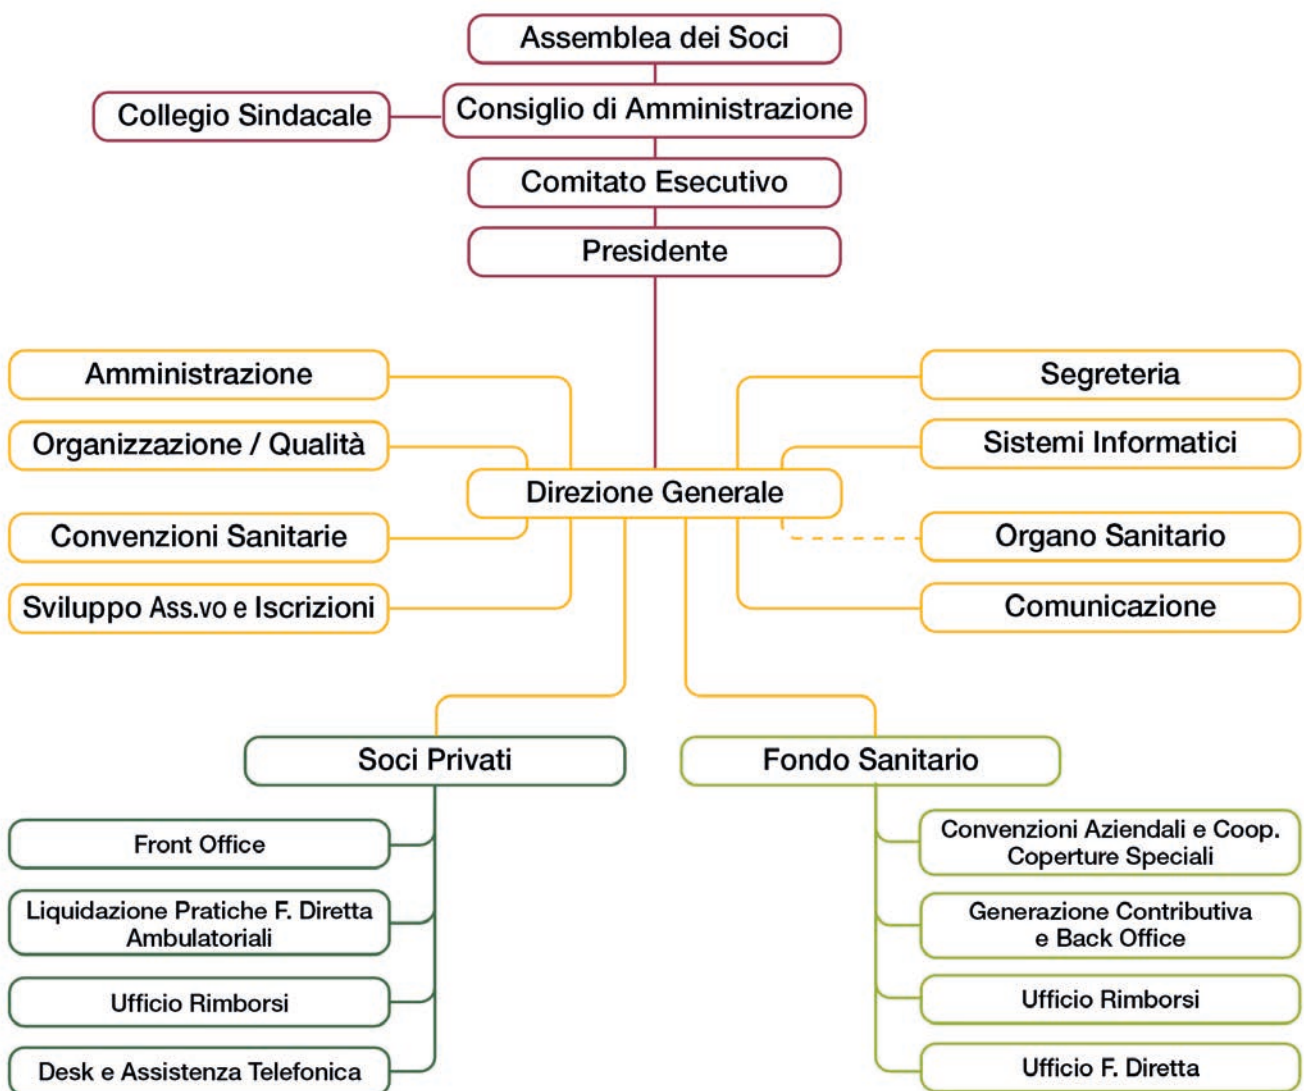 Assemblea dei Soci
Collegio Sindacale
Consiglio di Amministrazione
Comitato Esecutivo
Presidente
Amministrazione
Segreteria
Organizzazione / Qualità
Sistemi Informatici
Direzione Generale
Convenzioni Sanitarie
Organo Sanitario
Sviluppo Ass.vo e Iscrizioni
Comunicazione
Soci Privati
Fondo Sanitario
Front Office
Liquidazione Pratiche F. Diretta
Ambulatoriali
Ufficio Rimborsi
Desk e Assistenza Telefonica
Convenzioni Aziendali e Coop.
Coperture Speciali
Generazione Contributiva
e Back Office
Ufficio Rimborsi
Ufficio F. Diretta